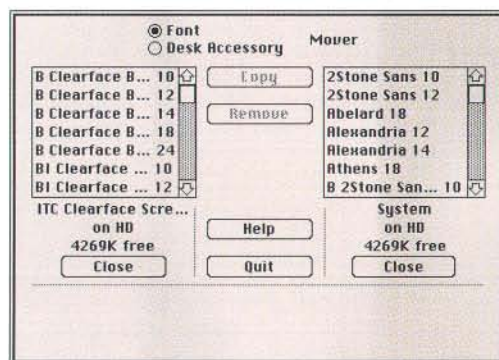 Font
Desk Accessory
Mover
B Clearface B... 10
B Clearface B... 12
B Clearface B... 14
B Clearface B... 18
B Clearface B... 24
BI Clearface ... 10
BI Clearface ... 12
ITC Clearface Scre...
on HD
4269K free
Close
Copy
Remove
Help
Quit
2Stone Sans 10
2Stone Sans 12
Abelard 18
Alexandria 12
Alexandria 14
Athens 18
B 2Stone San... 10
System
on HD
4269K free
Close